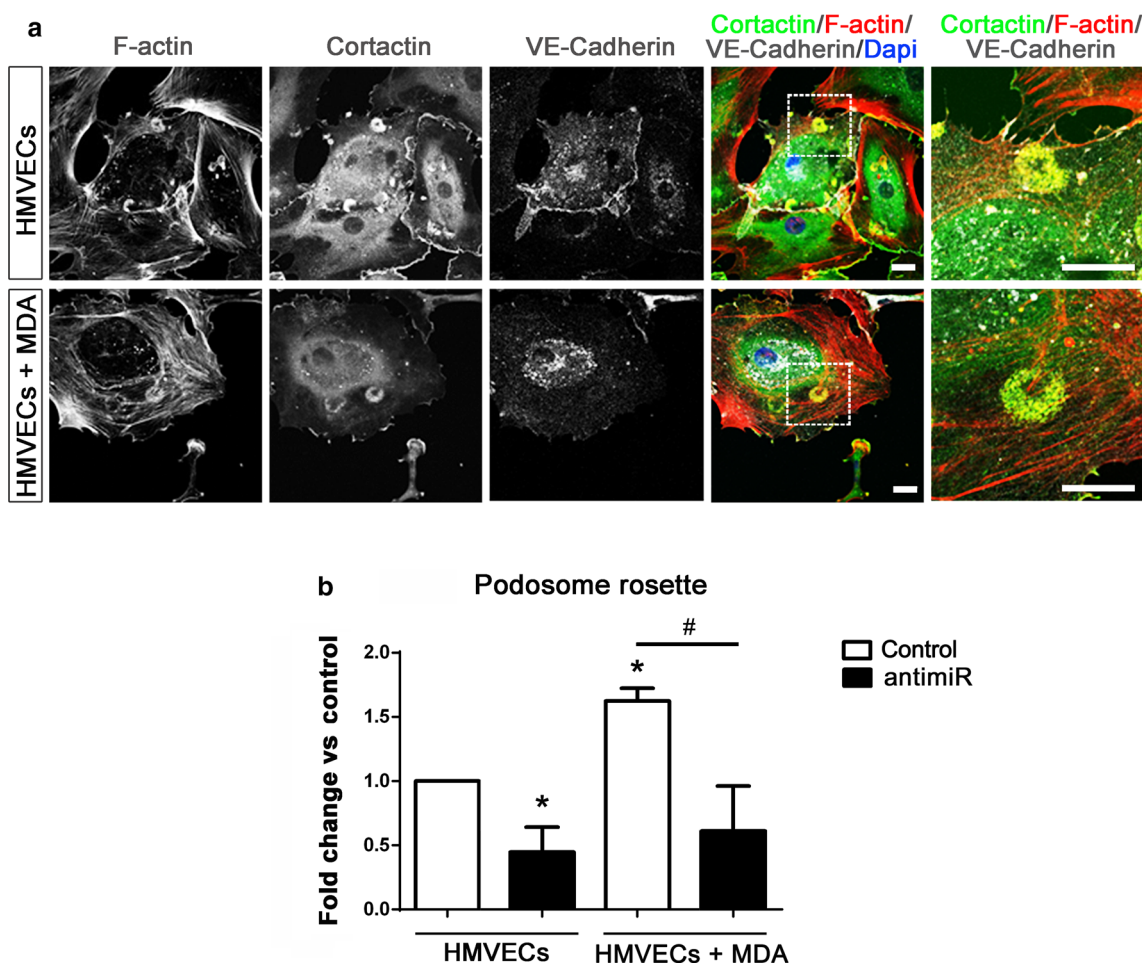 a
F-actin
Cortactin
VE-Cadherin
Cortactin/F-actin/
VE-Cadherin/Dapi
Cortactin/F-actin/
VE-Cadherin
HMVECs
HMVECs + MDA
b
Podosome rosette
Fold change vs control
2.0
1.5
1.0
0.5
0.0
*
*
#
Control
antimiR
HMVECs
HMVECs + MDA